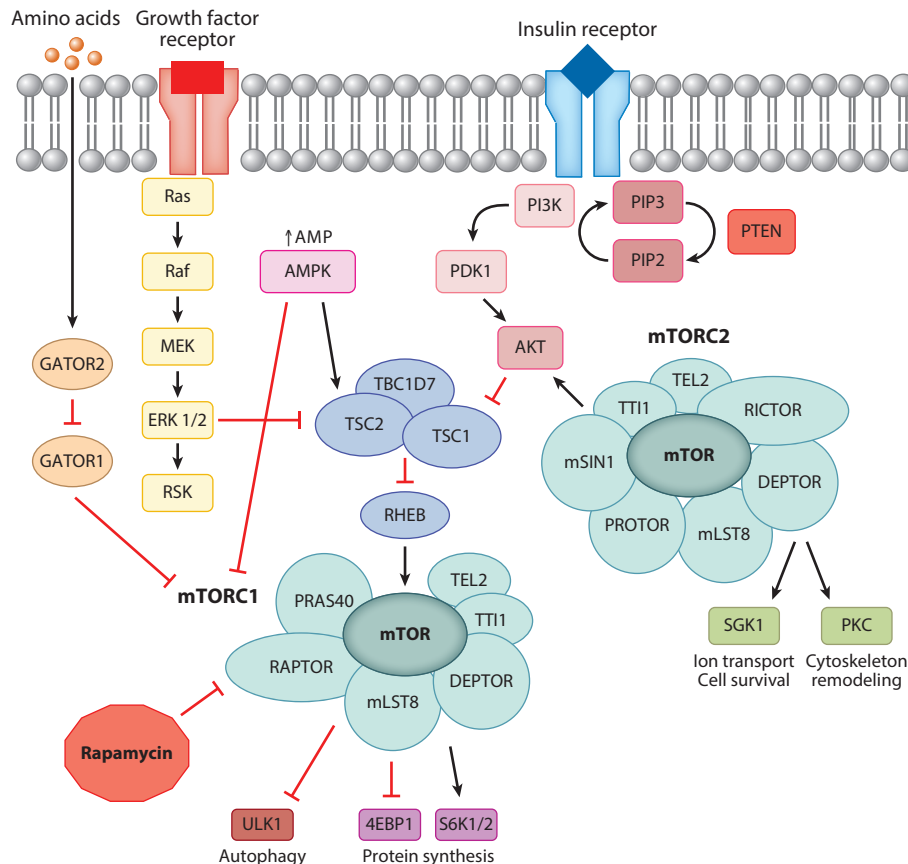 Amino acids
Growth factor
receptor
Insulin receptor
Ras
PI3K
PIP3
PTEN
↑AMP
Raf
AMPK
PDK1
PIP2
MEK
AKT
mTORC2
GATOR2
TBC1D7
TEL2
TTI1
RICTOR
ERK 1/2
TSC2
TSC1
mSIN1
mTOR
GATOR1
DEPTOR
RSK
RHEB
PROTOR
mLST8
mTORC1
PRAS40
TEL2
TTI1
mTOR
SGK1
PKC
RAPTOR
DEPTOR
Ion transport
Cell survival
Cytoskeleton
remodeling
mLST8
Rapamycin
ULK1
4EBP1
S6K1/2
Autophagy
Protein synthesis